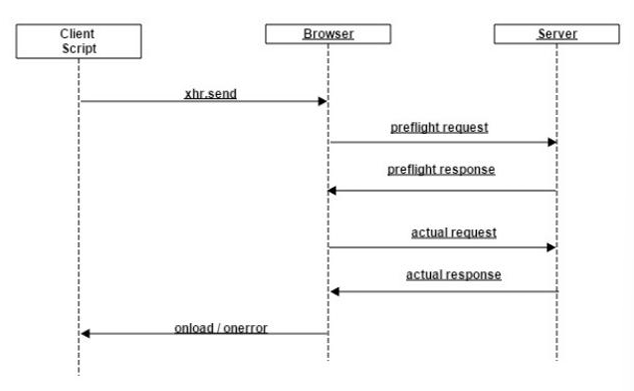 Client
Script
Browser
Server
xhr.send
preflight request
preflight response
actual request
actual response
onload / onerror